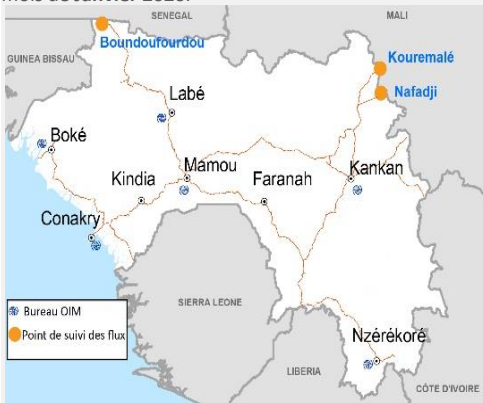 SENEGAL
MALI
Boundoufourdou
GUINEA BISSAU
Kouremalé
Nafadji
Labé
Boké
Mamou
Kankan
Kindia
Faranah
Conakry
SIERRA LEONE
Bureau OIM
Point de suivi des flux
Nzérékoré
LIBERIA
CÔTE D'IVOIRE